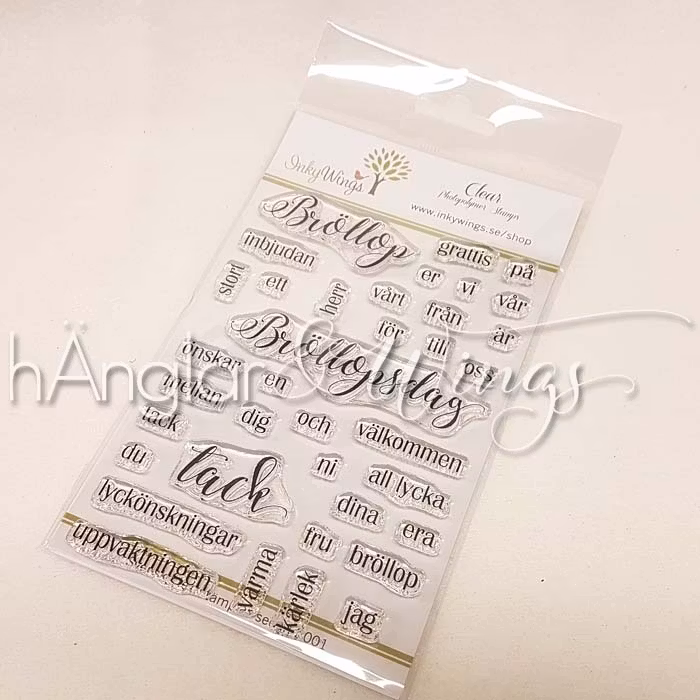 InkyWings
Clear
Photopolymer Stamps
www.inkywings.se/shop
Bröllop
grattis
på
inbjudan
er
vi
vår
stort
ett
herr
vårt
från
är
för
till
oss
Bröllopsdag
önskar
mellan
en
tack
dig
och
välkommen
du
tack
ni
all lycka
dina
era
lyckönskningar
fru
bröllop
uppvaktningen
varma
kärlek
jag
001
hÄnglar & Wings